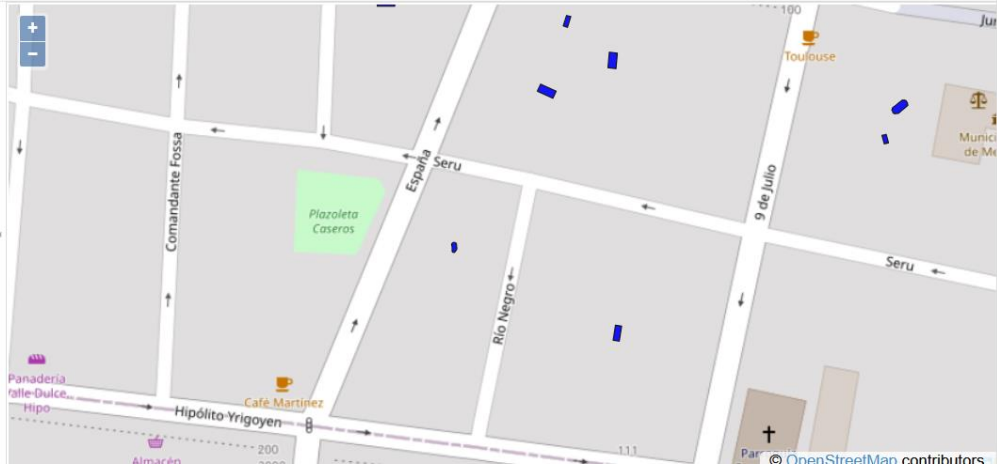 +
100
Jun
–
Toulouse
Munici
de Me
Comandante Fossa
España
Seru
9 de Julio
Plazoleta
Caseros
Seru
Río Negro
Panadería
Valle Dulce,
Hipo
Café Martínez
Hipólito Yrigoyen
200
111
Almacén
© OpenStreetMap contributors.